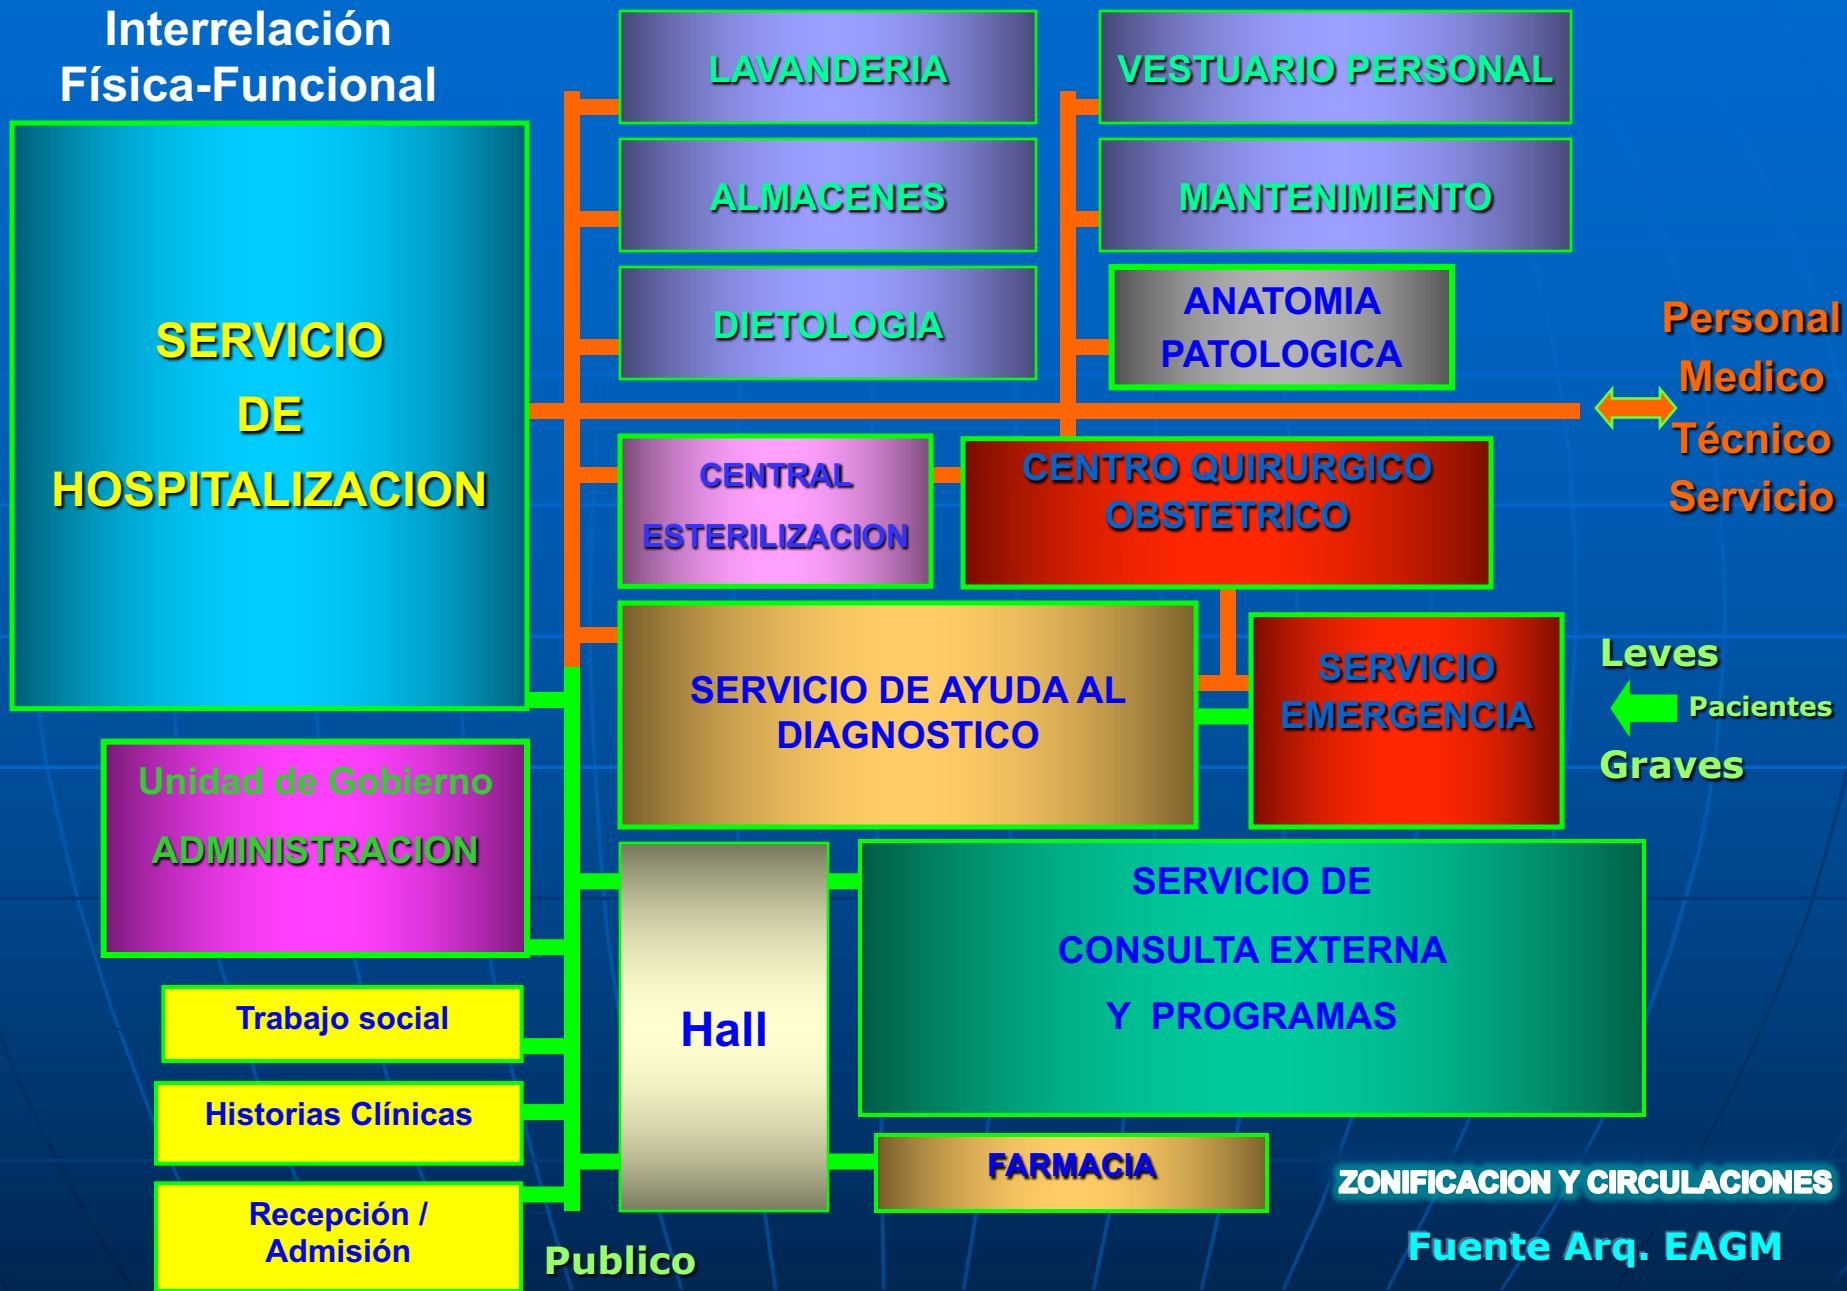 Interrelación
Física-Funcional
LAVANDERIA
VESTUARIO PERSONAL
ALMACENES
MANTENIMIENTO
DIETOLOGIA
ANATOMIA
PATOLOGICA
SERVICIO
DE
HOSPITALIZACION
Personal
Medico
Técnico
Servicio
CENTRAL
ESTERILIZACION
CENTRO QUIRURGICO
OBSTETRICO
SERVICIO DE AYUDA AL
DIAGNOSTICO
SERVICIO
EMERGENCIA
Leves
Pacientes
Graves
Unidad de Gobierno
ADMINISTRACION
Hall
SERVICIO DE
CONSULTA EXTERNA
Y PROGRAMAS
Trabajo social
Historias Clínicas
FARMACIA
Recepción /
Admisión
Publico
ZONIFICACION Y CIRCULACIONES
Fuente Arq. EAGM